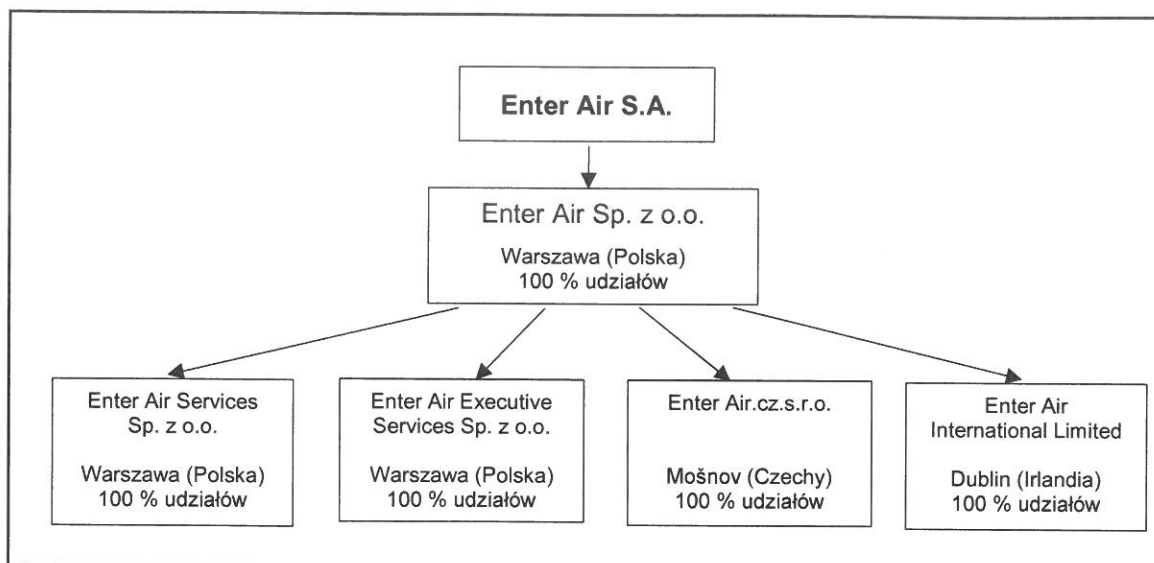 Enter Air S.A.
Enter Air Sp. z o.o.
Warszawa (Polska)
100 % udziałów
Enter Air Services
Sp. z o.o.
Warszawa (Polska)
100 % udziałów
Enter Air Executive
Services Sp. z o.o.
Warszawa (Polska)
100 % udziałów
Enter Air.cz.s.r.o.
Mošnov (Czechy)
100 % udziałów
Enter Air
International Limited
Dublin (Irlandia)
100 % udziałów